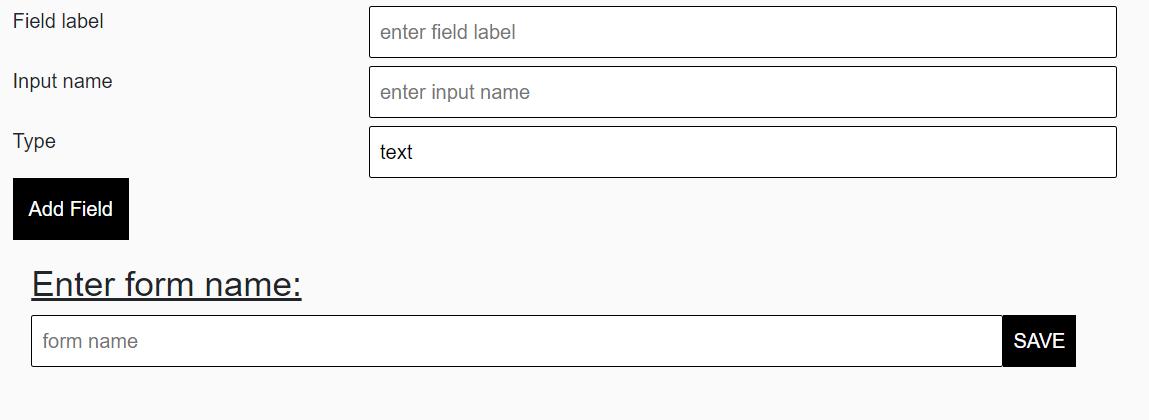 Field label
enter field label
Input name
enter input name
Type
text
Add Field
Enter form name:
form name
SAVE